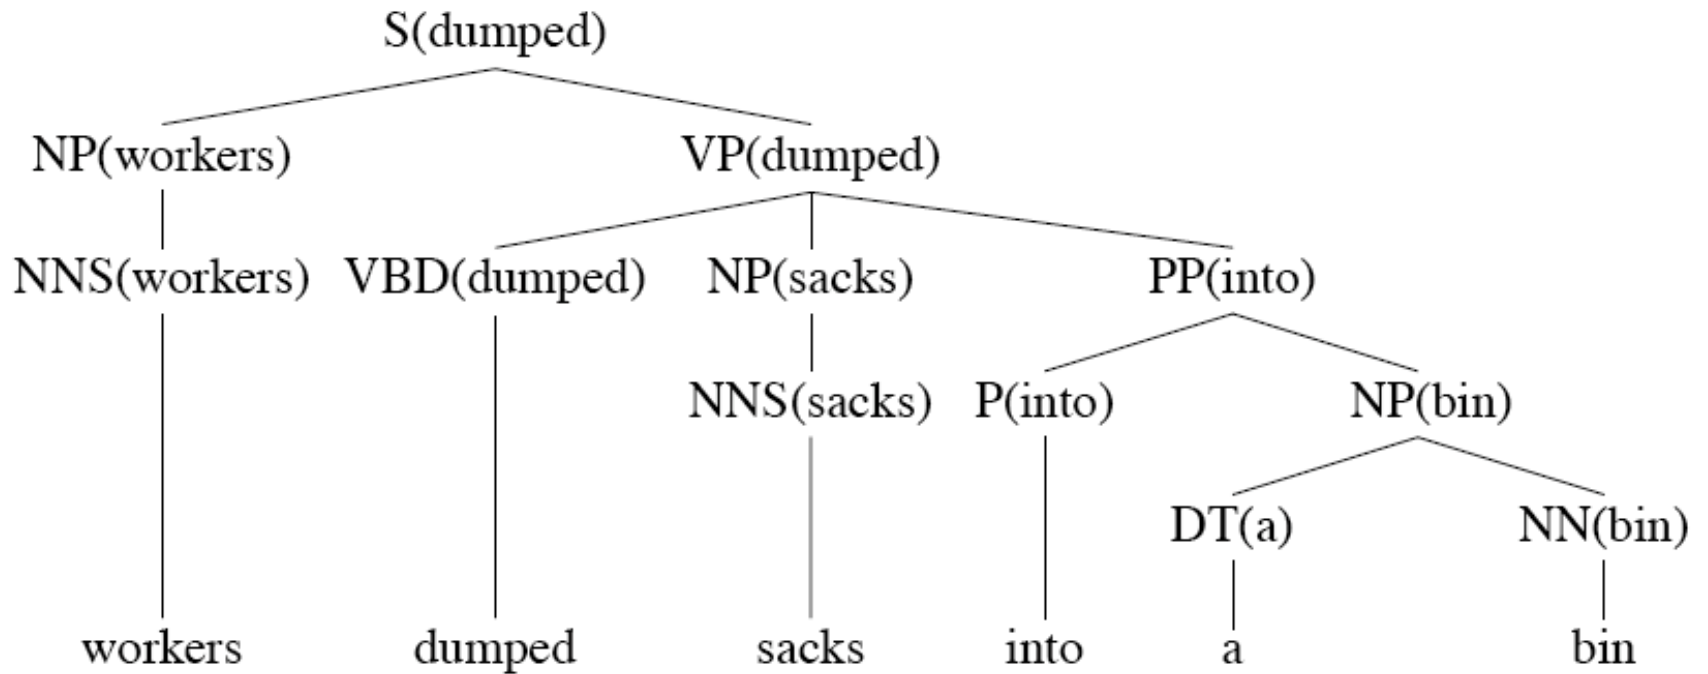 S(dumped)
NP(workers) VP(dumped)
NNS(workers) VBD(dumped) NP(sacks) PP(into)
NNS(sacks) P(into) NP(bin)
DT(a) NN(bin)
workers dumped sacks into a bin